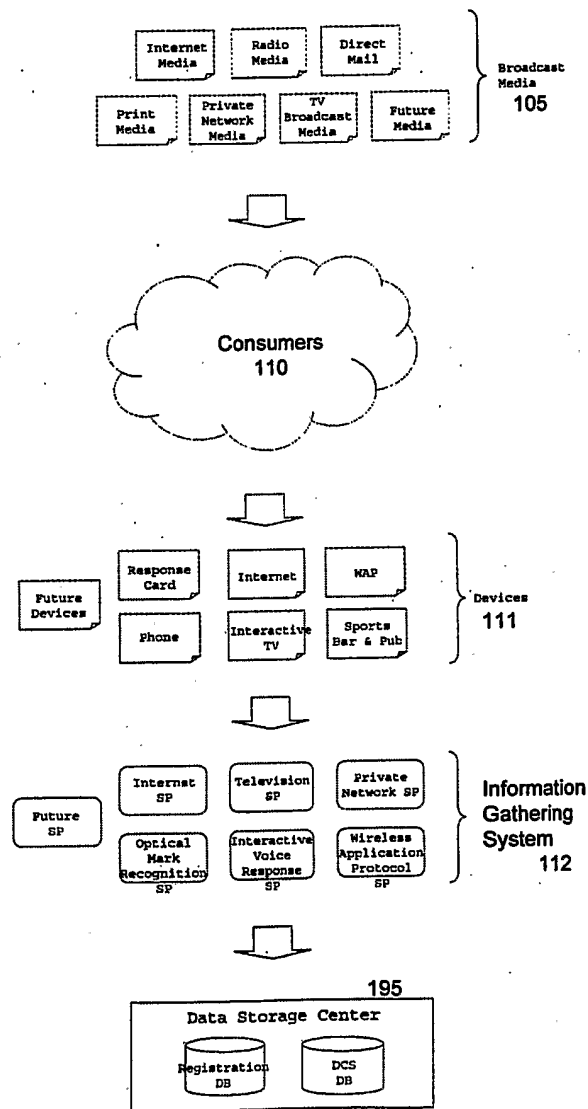 Internet
Media
Radio
Media
Direct
Mail
Print
Media
Private
Network
Media
TV
Broadcast
Media
Future
Media
Broadcast
Media
105
Consumers
110
Future
Devices
Response
Card
Internet
WAP
Phone
Interactive
TV
Sports
Bar & Pub
Devices
111
Future
SP
Internet
SP
Television
SP
Private
Network SP
Optical
Mark
Recognition
SP
Interactive
Voice
Response
SP
Wireless
Application
Protocol
SP
Information
Gathering
System
112
195
Data Storage Center
Registration
DB
DCS
DB